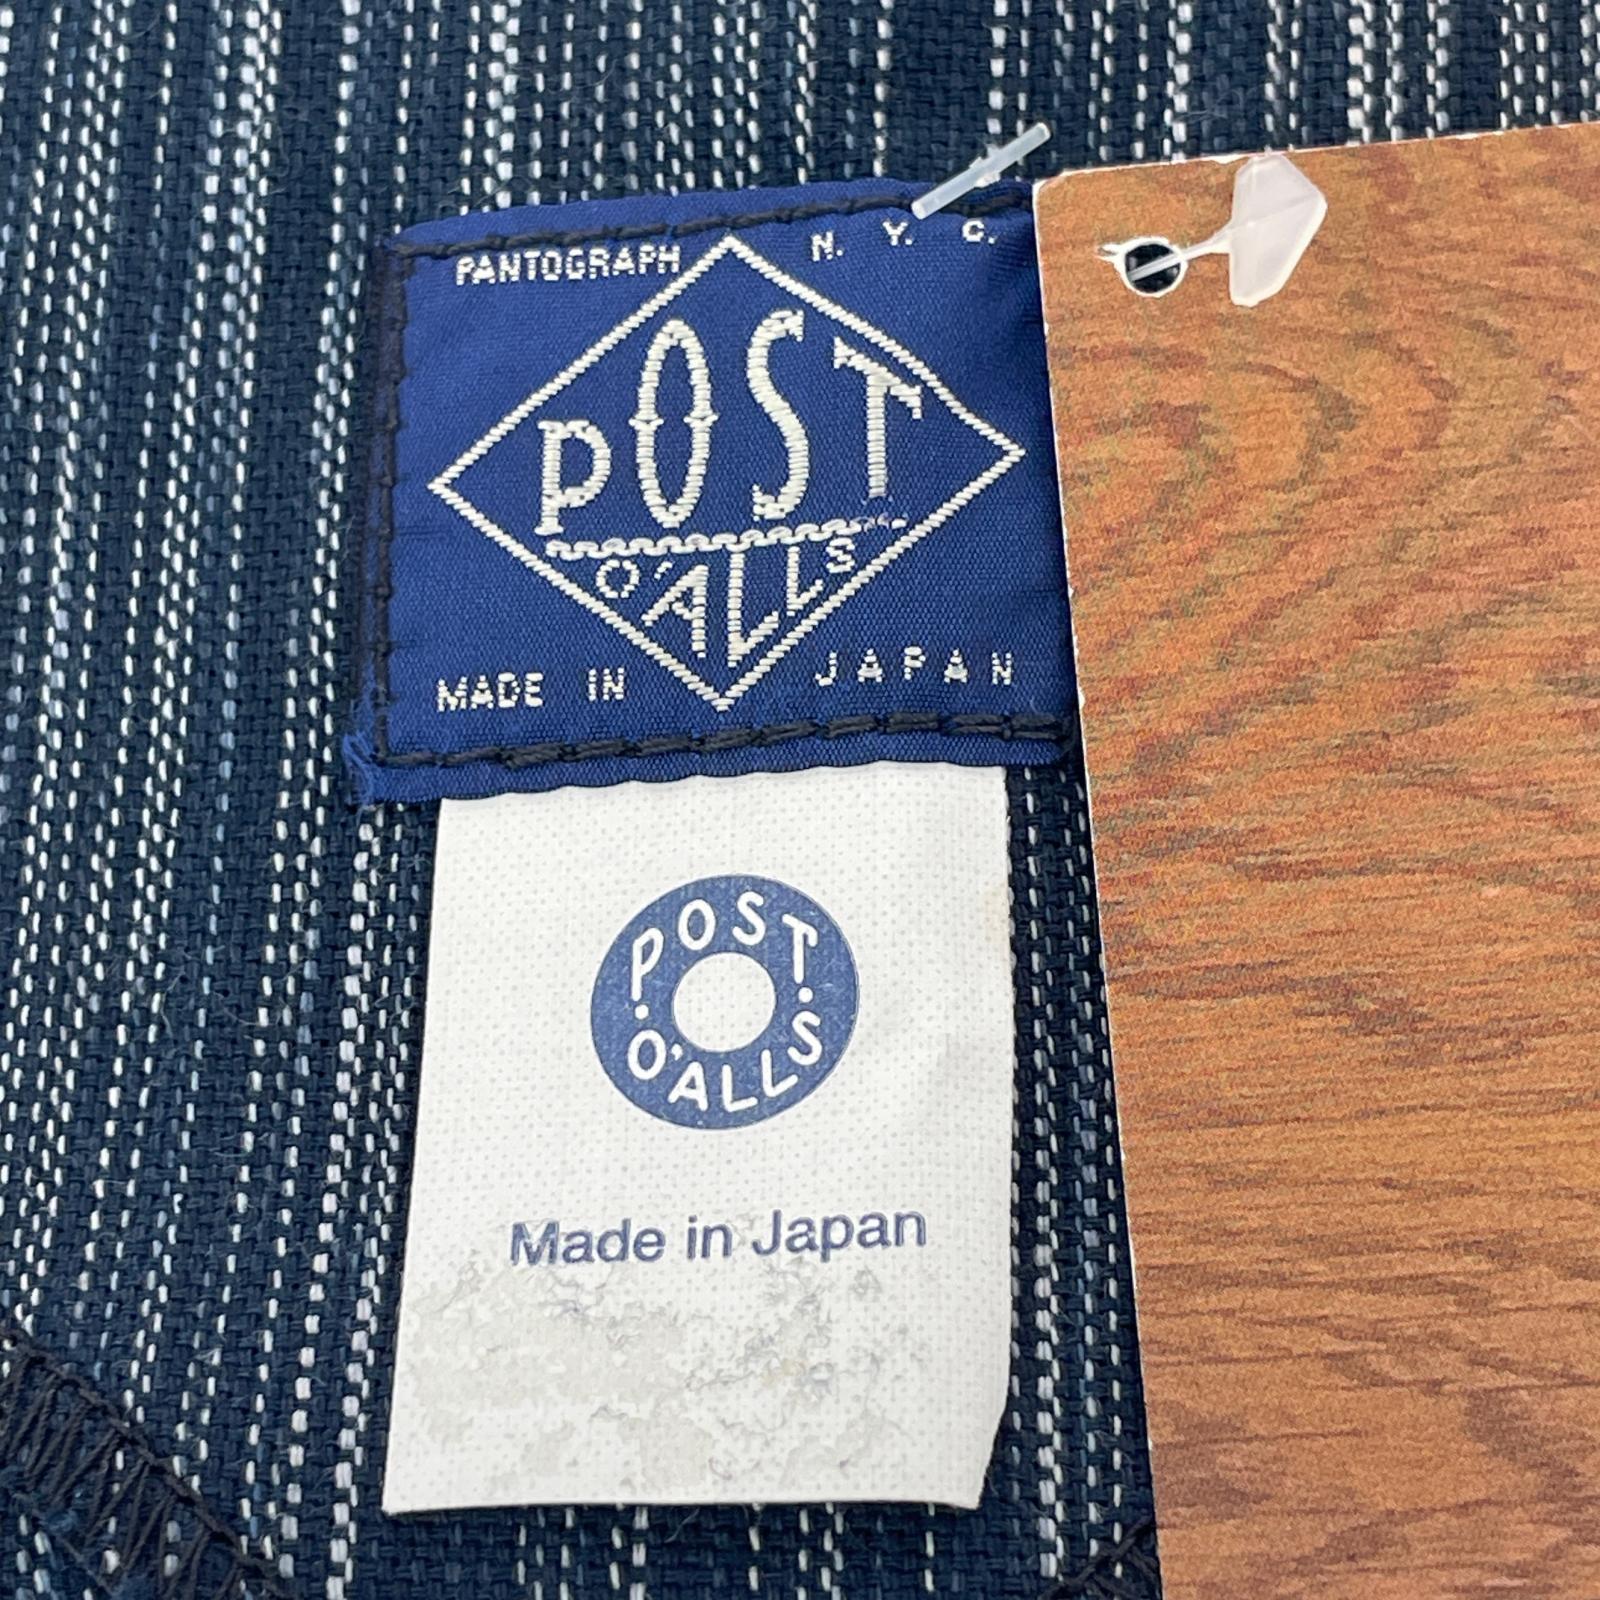 PANTOGRAPH N. Y. C.
POST
O'ALLS
MADE IN JAPAN
POST
O'ALLS
Made in Japan